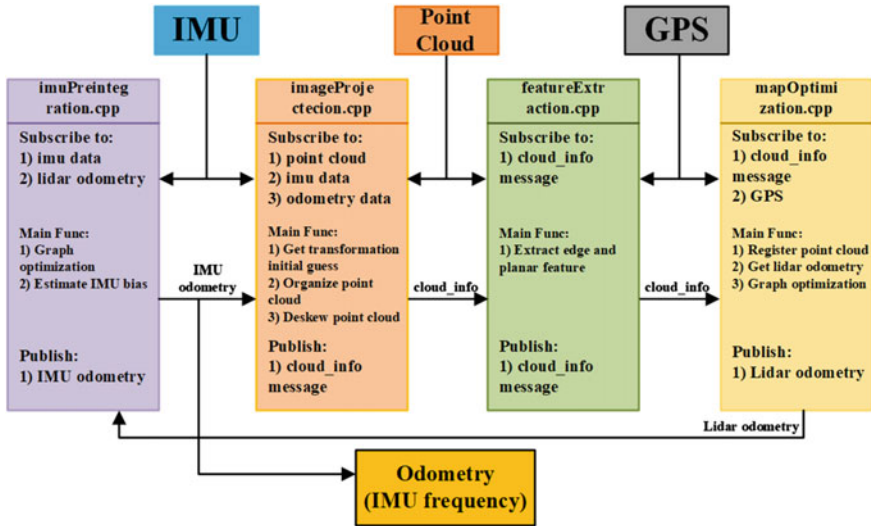 IMU
Point
Cloud
GPS
imuPreinteg
ration.cpp
Subscribe to:
1) imu data
2) lidar odometry
Main Func:
1) Graph
optimization
2) Estimate IMU bias
Publish:
1) IMU odometry
IMU
odometry
imageProje
ctecion.cpp
Subscribe to:
1) point cloud
2) imu data
3) odometry data
Main Func:
1) Get transformation
initial guess
2) Organize point
cloud
3) Deskew point cloud
Publish:
1) cloud_info
message
cloud_info
featureExtr
action.cpp
Subscribe to:
1) cloud_info
message
Main Func:
1) Extract edge and
planar feature
Publish:
1) cloud_info
message
cloud_info
mapOptimi
zation.cpp
Subscribe to:
1) cloud_info
message
2) GPS
Main Func:
1) Register point cloud
2) Get lidar odometry
3) Graph optimization
Publish:
1) Lidar odometry
Lidar odometry
Odometry
(IMU frequency)